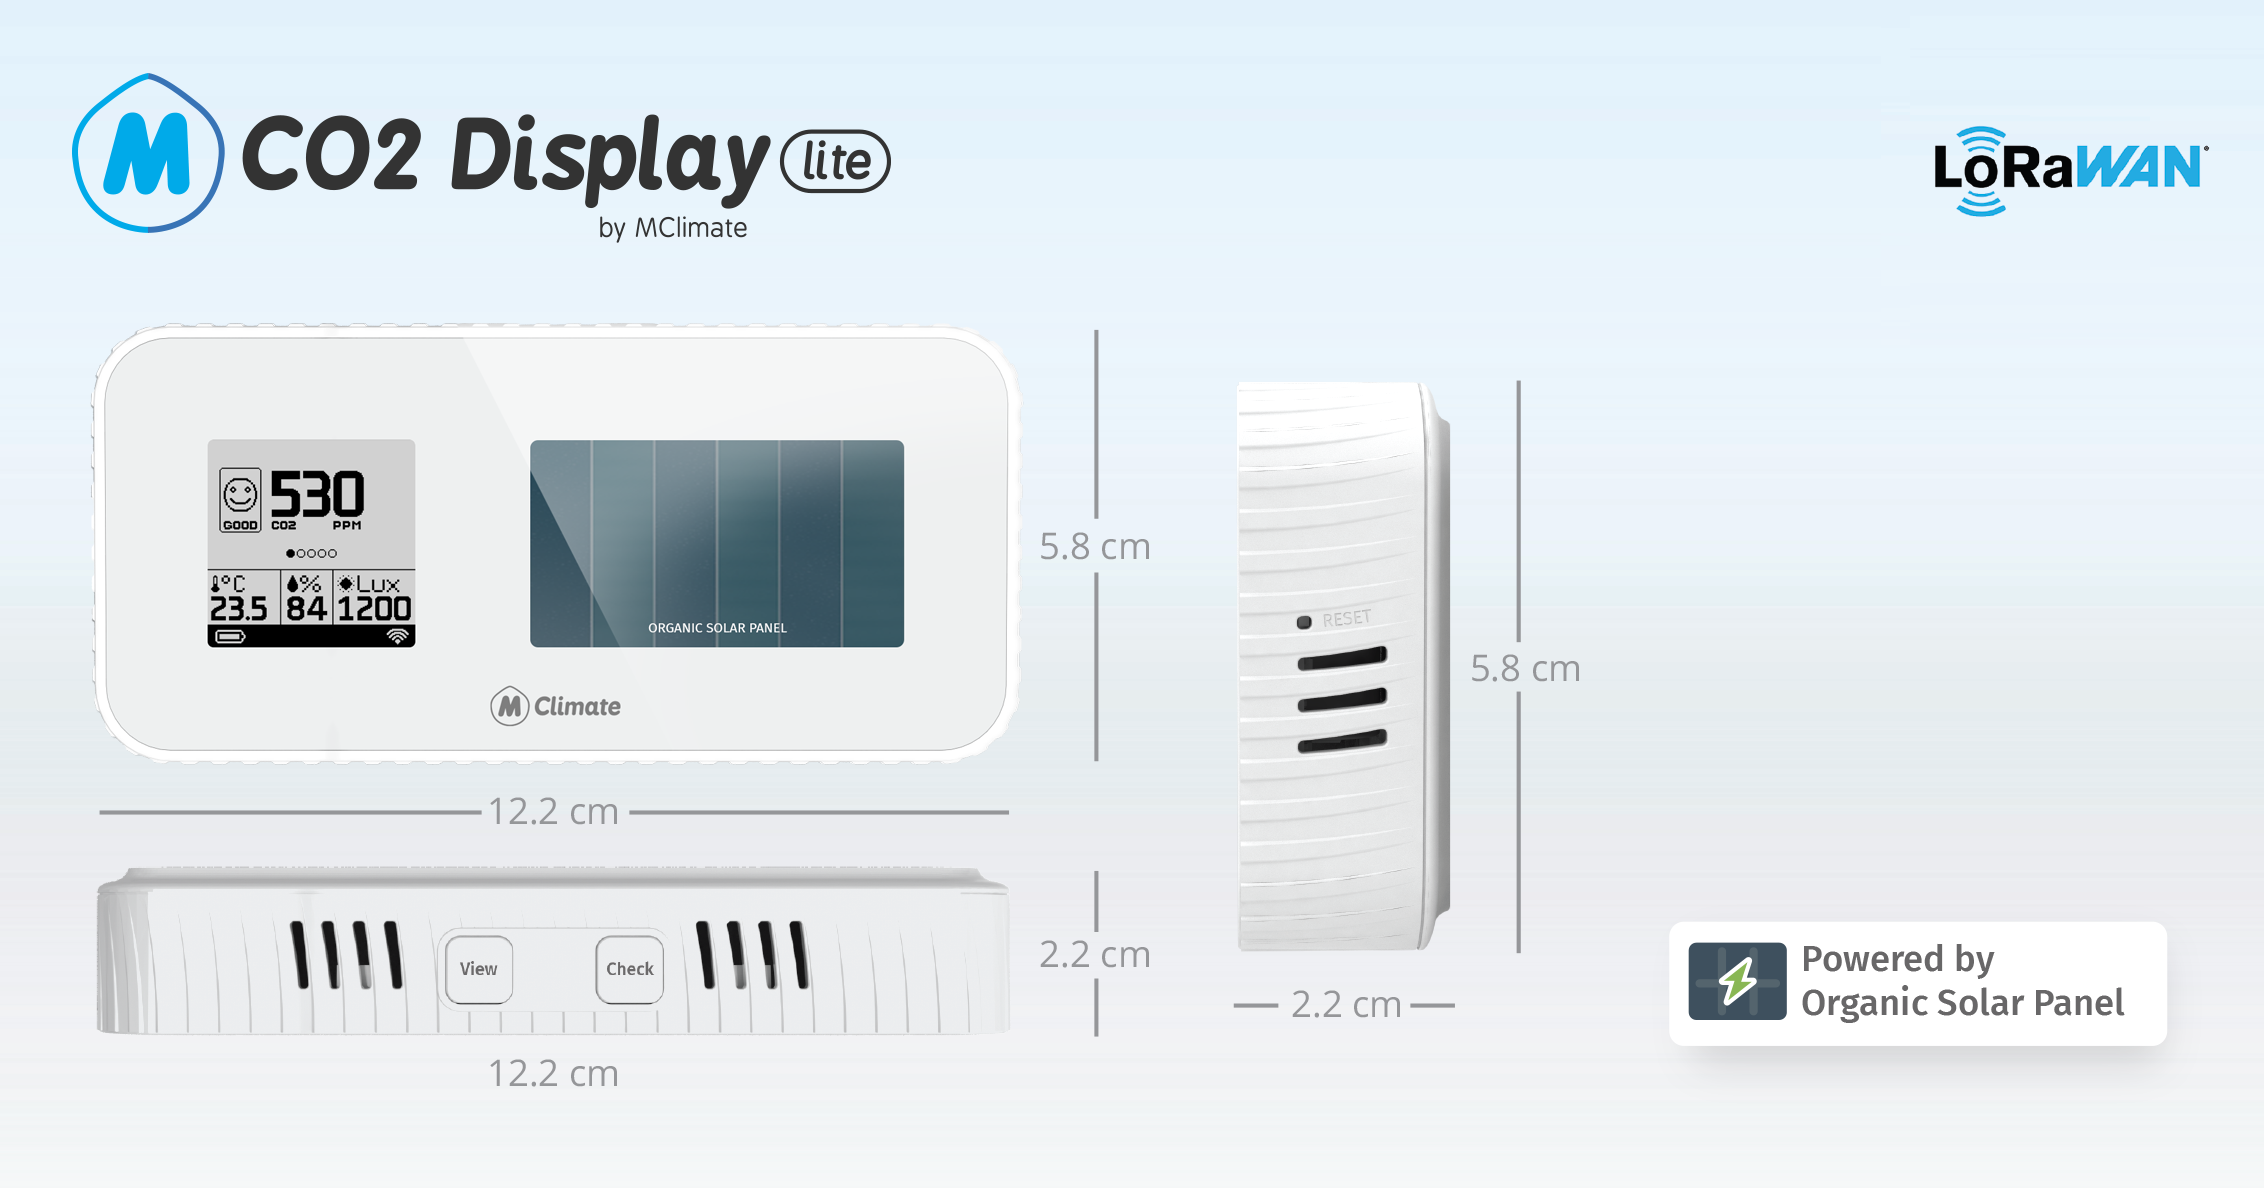 M CO2 Display lite
by MClimate
LoRaWAN
530
GOOD CO2 PPM
°C % Lux
23.5 84 1200
ORGANIC SOLAR PANEL
M Climate
5.8 cm
12.2 cm
RESET
5.8 cm
2.2 cm
View Check
2.2 cm
12.2 cm
Powered by
Organic Solar Panel